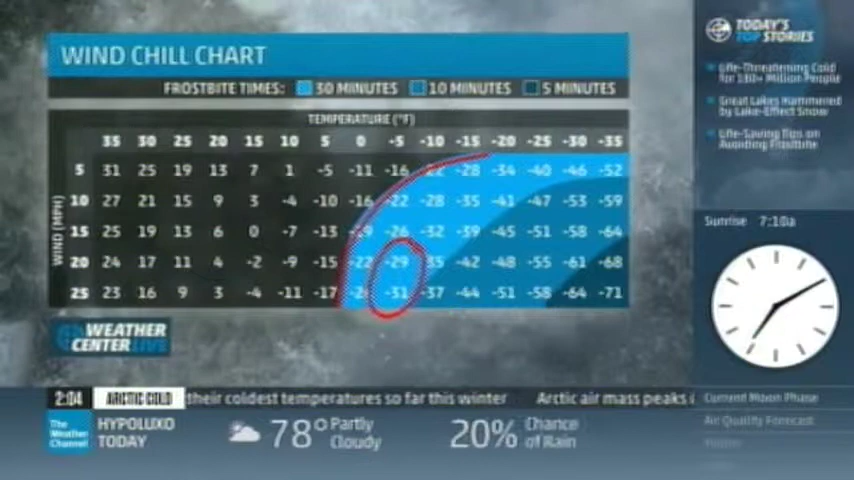 WIND CHILL CHART
FROSTBITE TIMES: 30 MINUTES 10 MINUTES 5 MINUTES
TEMPERATURE (°F)
35 30 25 20 15 10 5 0 -5 -10 -15 -20 -25 -30 -35
WIND (MPH)
5 31 25 19 13 7 1 -5 -11 -16 -22 -28 -34 -40 -46 -52
10 27 21 15 9 3 -4 -10 -16 -22 -28 -35 -41 -47 -53 -59
15 25 19 13 6 0 -7 -13 -19 -26 -32 -39 -45 -51 -58 -64
20 24 17 11 4 -2 -9 -15 -22 -29 -35 -42 -48 -55 -61 -68
25 23 16 9 3 -4 -11 -17 -31 -37 -44 -51 -58 -64 -71
WEATHER
CENTER LIVE
2:04 ARCTIC COLD their coldest temperatures so far this winter Arctic air mass peaks
The
Weather
Channel
HYPOLUXO
TODAY
78° Partly
Cloudy
20% Chance
of Rain
TODAY'S
TOP STORIES
Life-Threatening Cold
for 180+ Million People
Great Lakes Hammered
by Lake-Effect Snow
Life-Saving Tips on
Avoiding Frostbite
Sunrise 7:10a
Current Moon Phase
Air Quality Forecast